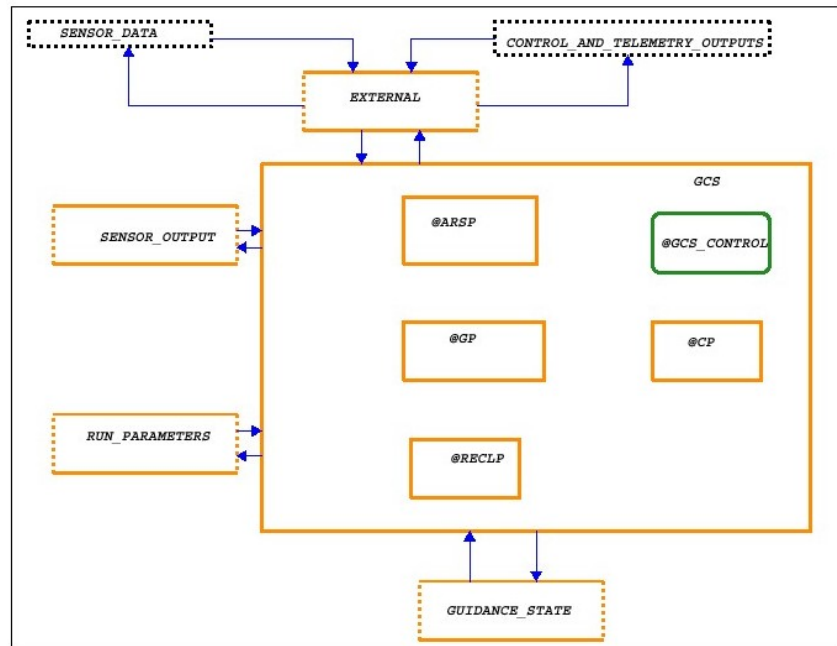 SENSOR_DATA
CONTROL_AND_TELEMETRY_OUTPUTS
EXTERNAL
GCS
@ARSP
@GCS_CONTROL
SENSOR_OUTPUT
@GP
@CP
RUN_PARAMETERS
@RECLP
GUIDANCE_STATE